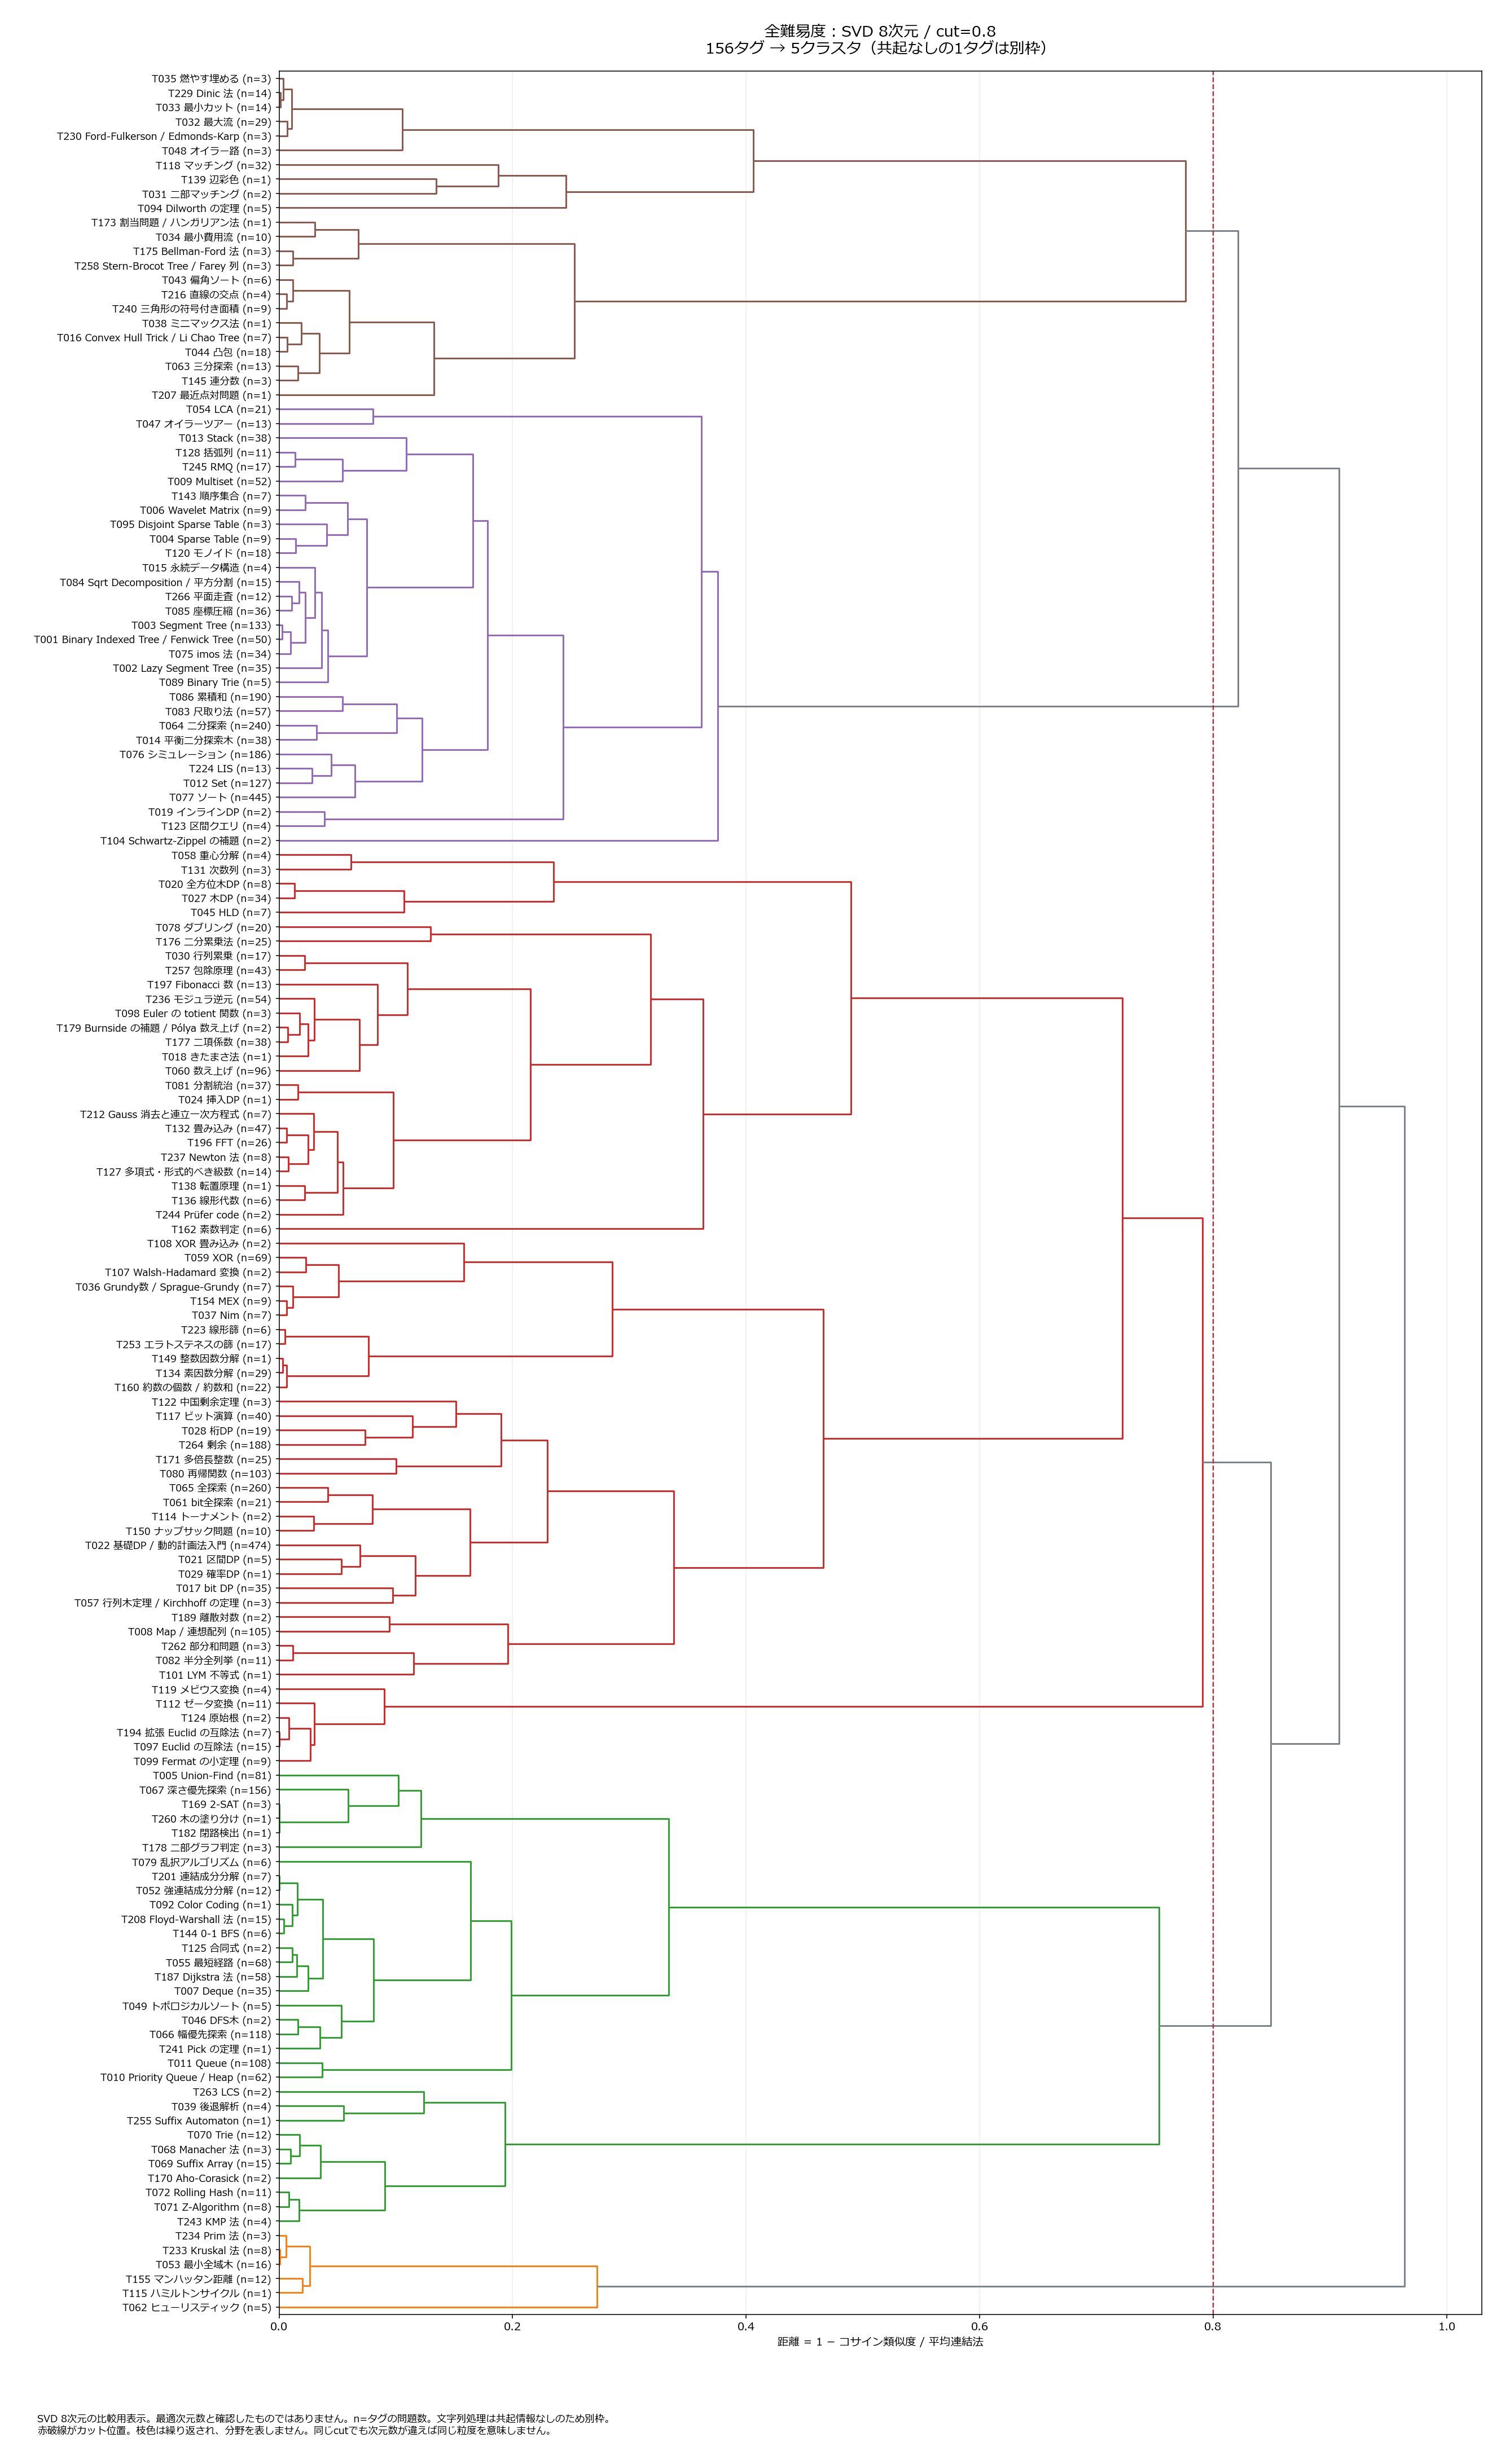 全難易度：SVD 8次元 / cut=0.8
156タグ → 5クラスタ（共起なしの1タグは別枠）
T035 燃やす埋める (n=3)
T229 Dinic 法 (n=14)
T033 最小カット (n=14)
T032 最大流 (n=29)
T230 Ford-Fulkerson / Edmonds-Karp (n=3)
T048 オイラー路 (n=3)
T118 マッチング (n=32)
T139 辺彩色 (n=1)
T031 二部マッチング (n=2)
T094 Dilworth の定理 (n=5)
T173 割当問題 / ハンガリアン法 (n=1)
T034 最小費用流 (n=10)
T175 Bellman-Ford 法 (n=3)
T258 Stern-Brocot Tree / Farey 列 (n=3)
T043 偏角ソート (n=6)
T216 直線の交点 (n=4)
T240 三角形の符号付き面積 (n=9)
T038 ミニマックス法 (n=1)
T016 Convex Hull Trick / Li Chao Tree (n=7)
T044 凸包 (n=18)
T063 三分探索 (n=13)
T145 連分数 (n=3)
T207 最近点対問題 (n=1)
T054 LCA (n=21)
T047 オイラーツアー (n=13)
T013 Stack (n=38)
T128 括弧列 (n=11)
T245 RMQ (n=17)
T009 Multiset (n=52)
T143 順序集合 (n=7)
T006 Wavelet Matrix (n=9)
T095 Disjoint Sparse Table (n=3)
T004 Sparse Table (n=9)
T120 モノイド (n=18)
T015 永続データ構造 (n=4)
T084 Sqrt Decomposition / 平方分割 (n=15)
T266 平面走査 (n=12)
T085 座標圧縮 (n=36)
T003 Segment Tree (n=133)
T001 Binary Indexed Tree / Fenwick Tree (n=50)
T075 imos 法 (n=34)
T002 Lazy Segment Tree (n=35)
T089 Binary Trie (n=5)
T086 累積和 (n=190)
T083 尺取り法 (n=57)
T064 二分探索 (n=240)
T014 平衡二分探索木 (n=38)
T076 シミュレーション (n=186)
T224 LIS (n=13)
T012 Set (n=127)
T077 ソート (n=445)
T019 インラインDP (n=2)
T123 区間クエリ (n=4)
T104 Schwartz-Zippel の補題 (n=2)
T058 重心分解 (n=4)
T131 次数列 (n=3)
T020 全方位木DP (n=8)
T027 木DP (n=34)
T045 HLD (n=7)
T078 ダブリング (n=20)
T176 二分累乗法 (n=25)
T030 行列累乗 (n=17)
T257 包除原理 (n=43)
T197 Fibonacci 数 (n=13)
T236 モジュラ逆元 (n=54)
T098 Euler の totient 関数 (n=3)
T179 Burnside の補題 / Pólya 数え上げ (n=2)
T177 二項係数 (n=38)
T018 きたまさ法 (n=1)
T060 数え上げ (n=96)
T081 分割統治 (n=37)
T024 挿入DP (n=1)
T212 Gauss 消去と連立一次方程式 (n=7)
T132 畳み込み (n=47)
T196 FFT (n=26)
T237 Newton 法 (n=8)
T127 多項式・形式的べき級数 (n=14)
T138 転置原理 (n=1)
T136 線形代数 (n=6)
T244 Prüfer code (n=2)
T162 素数判定 (n=6)
T108 XOR 畳み込み (n=2)
T059 XOR (n=69)
T107 Walsh-Hadamard 変換 (n=2)
T036 Grundy数 / Sprague-Grundy (n=7)
T154 MEX (n=9)
T037 Nim (n=7)
T223 線形篩 (n=6)
T253 エラトステネスの篩 (n=17)
T149 整数因数分解 (n=1)
T134 素因数分解 (n=29)
T160 約数の個数 / 約数和 (n=22)
T122 中国剰余定理 (n=3)
T117 ビット演算 (n=40)
T028 桁DP (n=19)
T264 剰余 (n=188)
T171 多倍長整数 (n=25)
T080 再帰関数 (n=103)
T065 全探索 (n=260)
T061 bit全探索 (n=21)
T114 トーナメント (n=2)
T150 ナップサック問題 (n=10)
T022 基礎DP / 動的計画法入門 (n=474)
T021 区間DP (n=5)
T029 確率DP (n=1)
T017 bit DP (n=35)
T057 行列木定理 / Kirchhoff の定理 (n=3)
T189 離散対数 (n=2)
T008 Map / 連想配列 (n=105)
T262 部分和問題 (n=3)
T082 半分全列挙 (n=11)
T101 LYM 不等式 (n=1)
T119 メビウス変換 (n=4)
T112 ゼータ変換 (n=11)
T124 原始根 (n=2)
T194 拡張 Euclid の互除法 (n=7)
T097 Euclid の互除法 (n=15)
T099 Fermat の小定理 (n=9)
T005 Union-Find (n=81)
T067 深さ優先探索 (n=156)
T169 2-SAT (n=3)
T260 木の塗り分け (n=1)
T182 閉路検出 (n=1)
T178 二部グラフ判定 (n=3)
T079 乱択アルゴリズム (n=6)
T201 連結成分分解 (n=7)
T052 強連結成分分解 (n=12)
T092 Color Coding (n=1)
T208 Floyd-Warshall 法 (n=15)
T144 0-1 BFS (n=6)
T125 合同式 (n=2)
T055 最短経路 (n=68)
T187 Dijkstra 法 (n=58)
T007 Deque (n=35)
T049 トポロジカルソート (n=5)
T046 DFS木 (n=2)
T066 幅優先探索 (n=118)
T241 Pick の定理 (n=1)
T011 Queue (n=108)
T010 Priority Queue / Heap (n=62)
T263 LCS (n=2)
T039 後退解析 (n=4)
T255 Suffix Automaton (n=1)
T070 Trie (n=12)
T068 Manacher 法 (n=3)
T069 Suffix Array (n=15)
T170 Aho-Corasick (n=2)
T072 Rolling Hash (n=11)
T071 Z-Algorithm (n=8)
T243 KMP 法 (n=4)
T234 Prim 法 (n=3)
T233 Kruskal 法 (n=8)
T053 最小全域木 (n=16)
T155 マンハッタン距離 (n=12)
T115 ハミルトンサイクル (n=1)
T062 ヒューリスティック (n=5)
0.0 0.2 0.4 0.6 0.8 1.0
距離 = 1 − コサイン類似度 / 平均連結法
SVD 8次元の比較用表示。最適次元数と確認したものではありません。n=タグの問題数。文字列処理は共起情報なしのため別枠。
赤破線がカット位置。枝色は繰り返され、分野を表しません。同じcutでも次元数が違えば同じ粒度を意味しません。